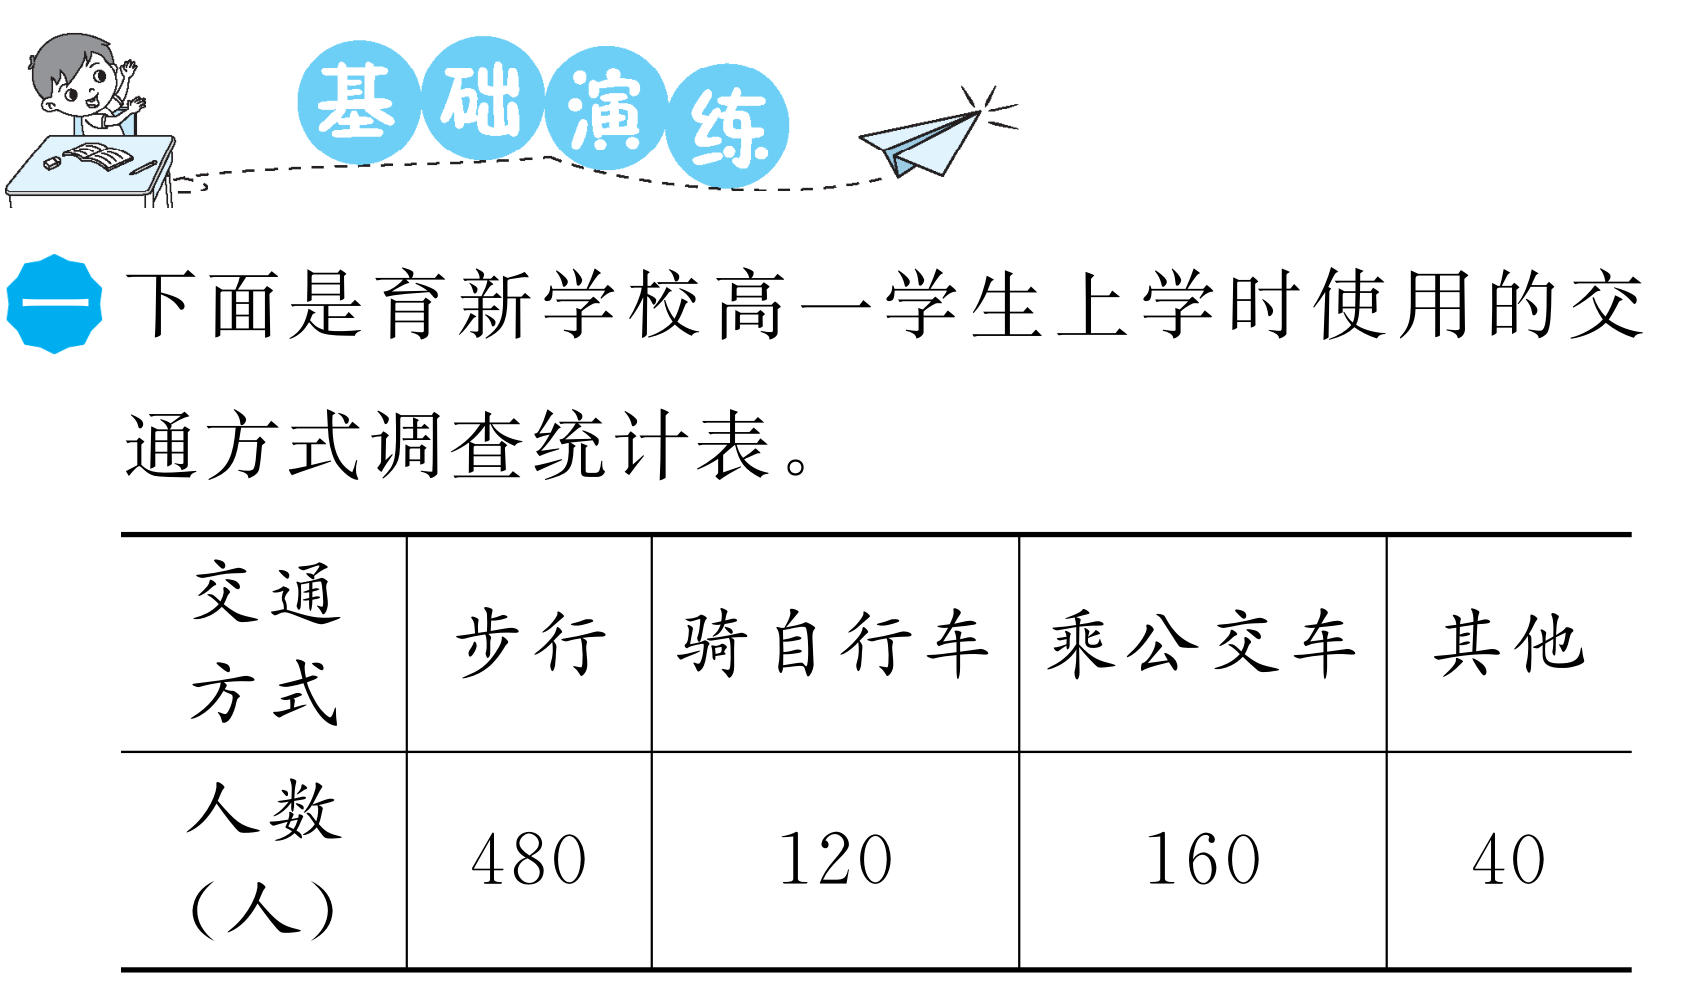 基础演练
一 下面是育新学校高一学生上学时使用的交
通方式调查统计表。
交通方式 步行 骑自行车 乘公交车 其他
人数(人) 480 120 160 40